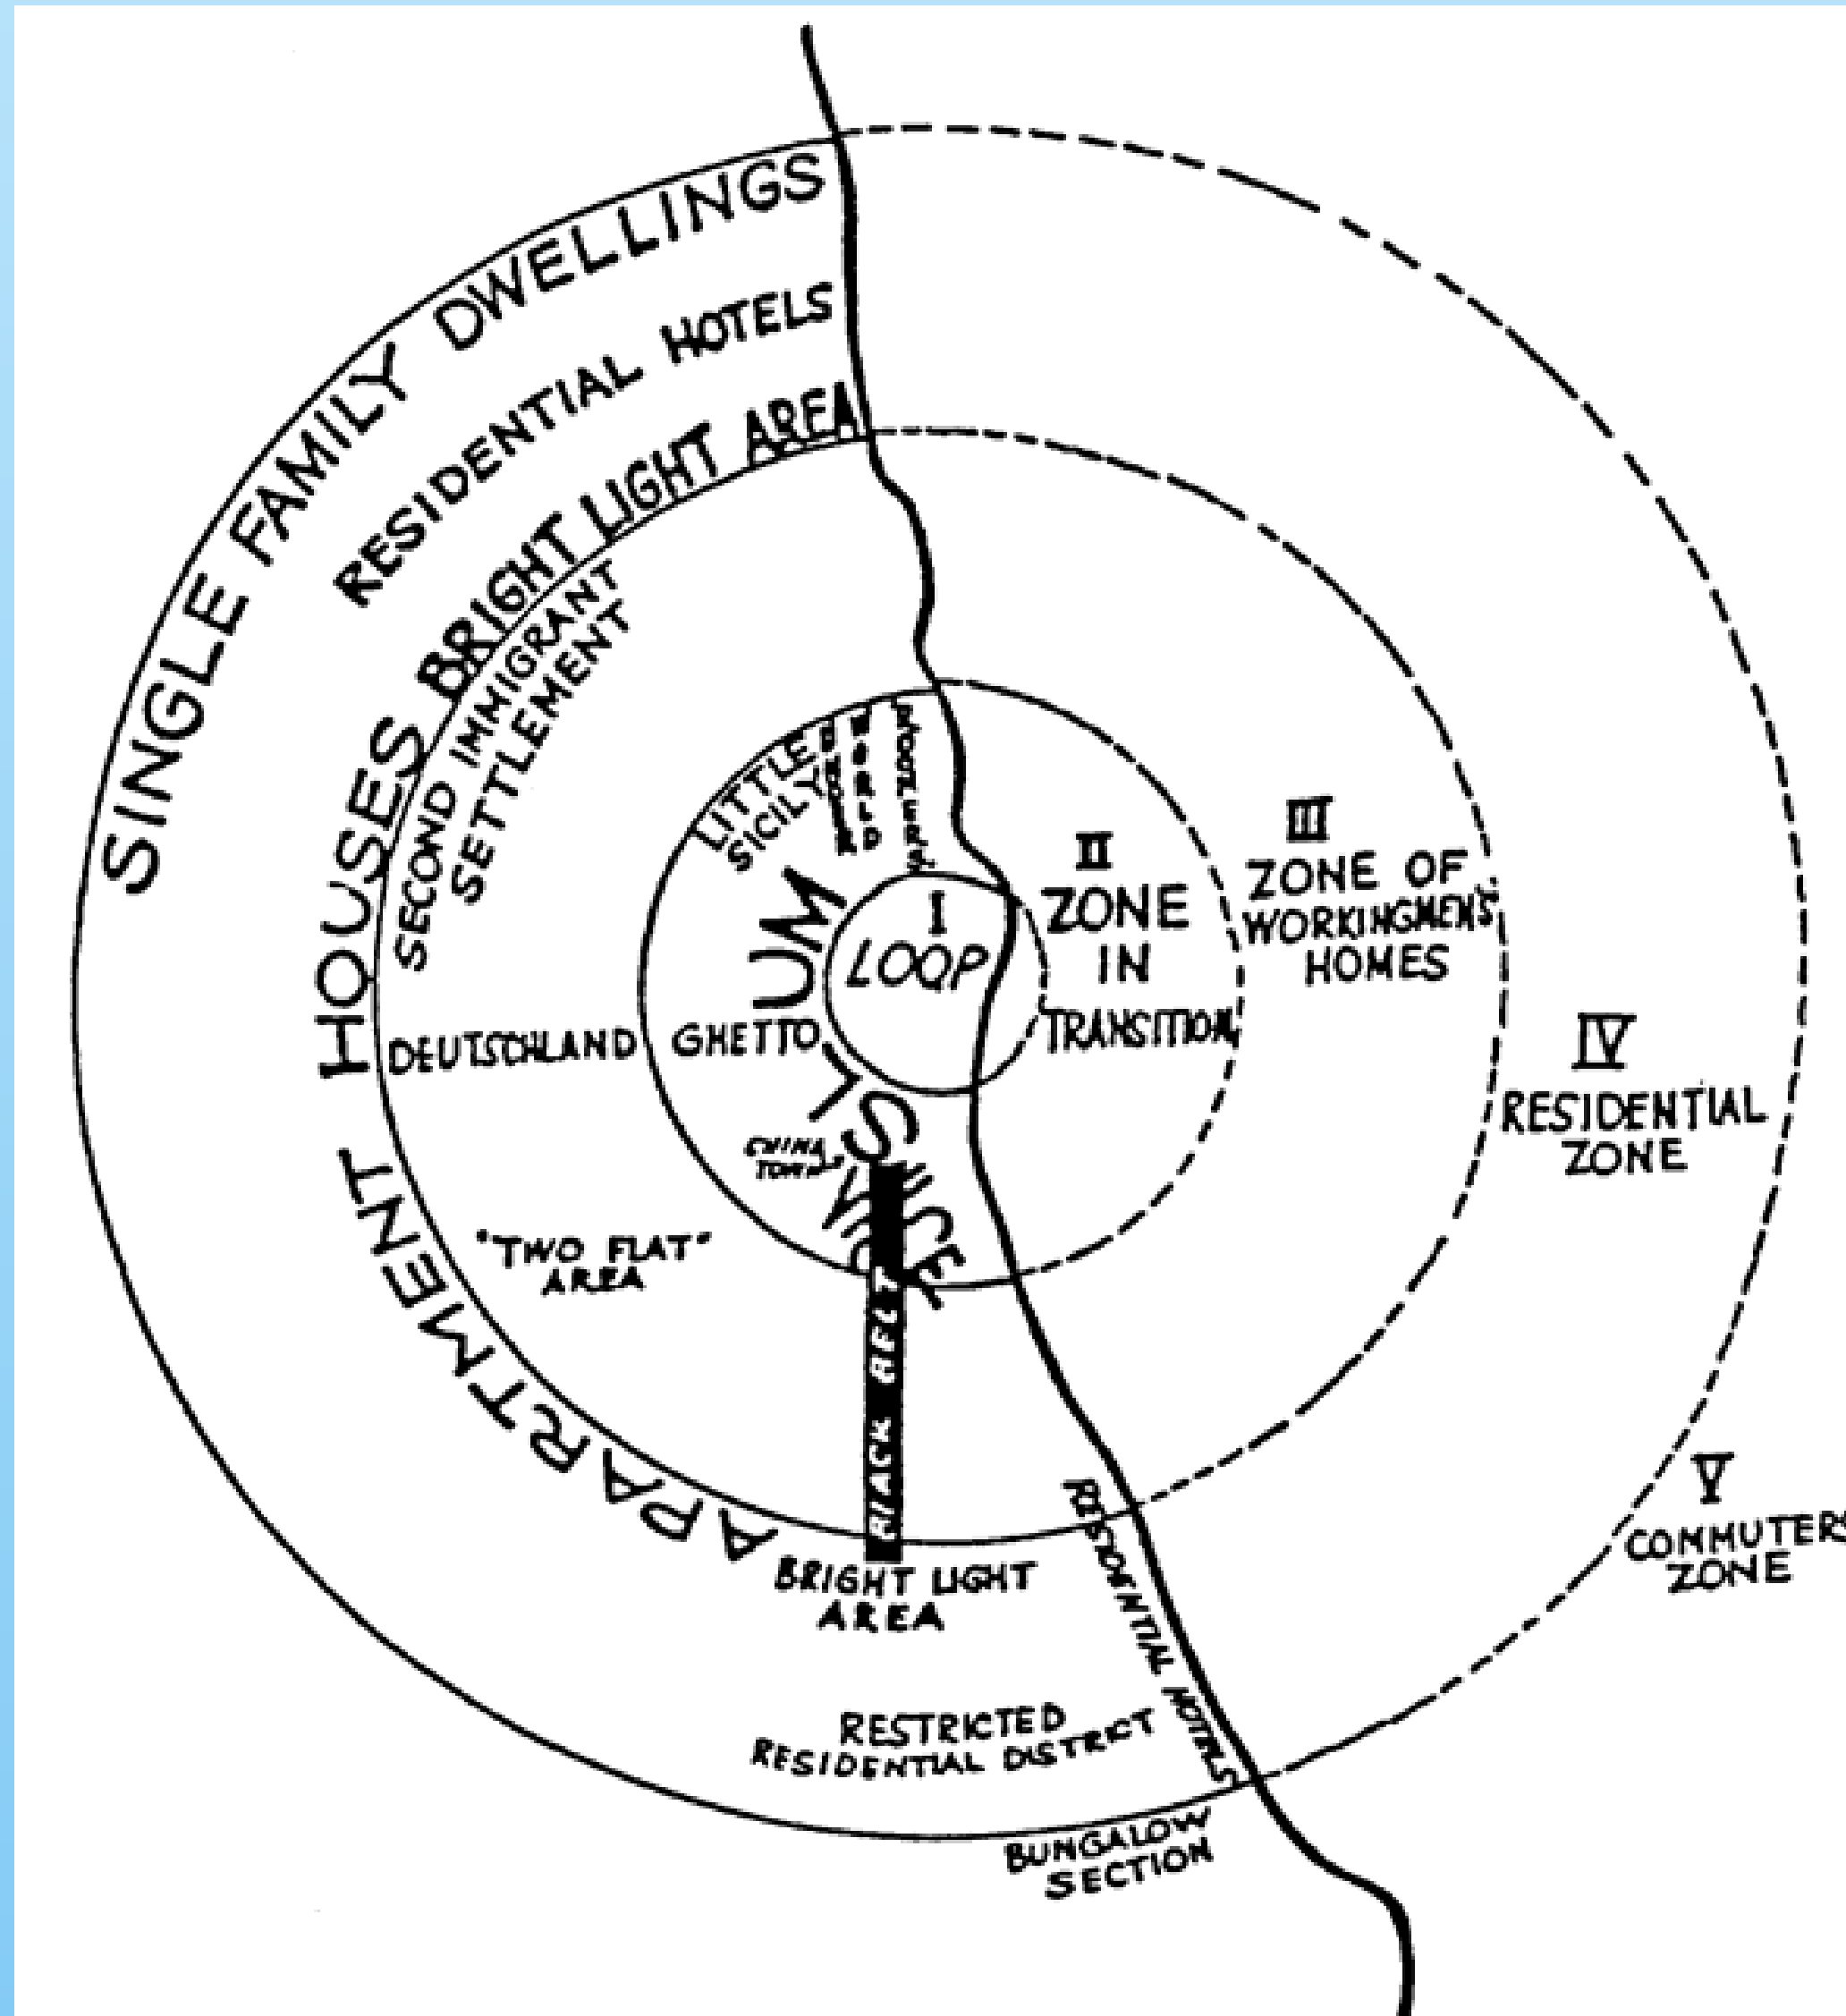 SINGLE FAMILY DWELLINGS
RESIDENTIAL HOTELS
BRIGHT LIGHT AREA
SECOND IMMIGRANT
SETTLEMENT
APARTMENT HOUSES
LITTLE
SICILY
I
LOOP
II
ZONE
IN
TRANSITION
III
ZONE OF
WORKINGMEN'S
HOMES
IV
RESIDENTIAL
ZONE
V
COMMUTERS
ZONE
DEUTSCHLAND
GHETTO
SLUM
CHINA
TOWN
VICE
"TWO FLAT"
AREA
BLACK BELT
BRIGHT LIGHT
AREA
RESIDENTIAL HOTELS
RESTRICTED
RESIDENTIAL DISTRICT
BUNGALOW
SECTION